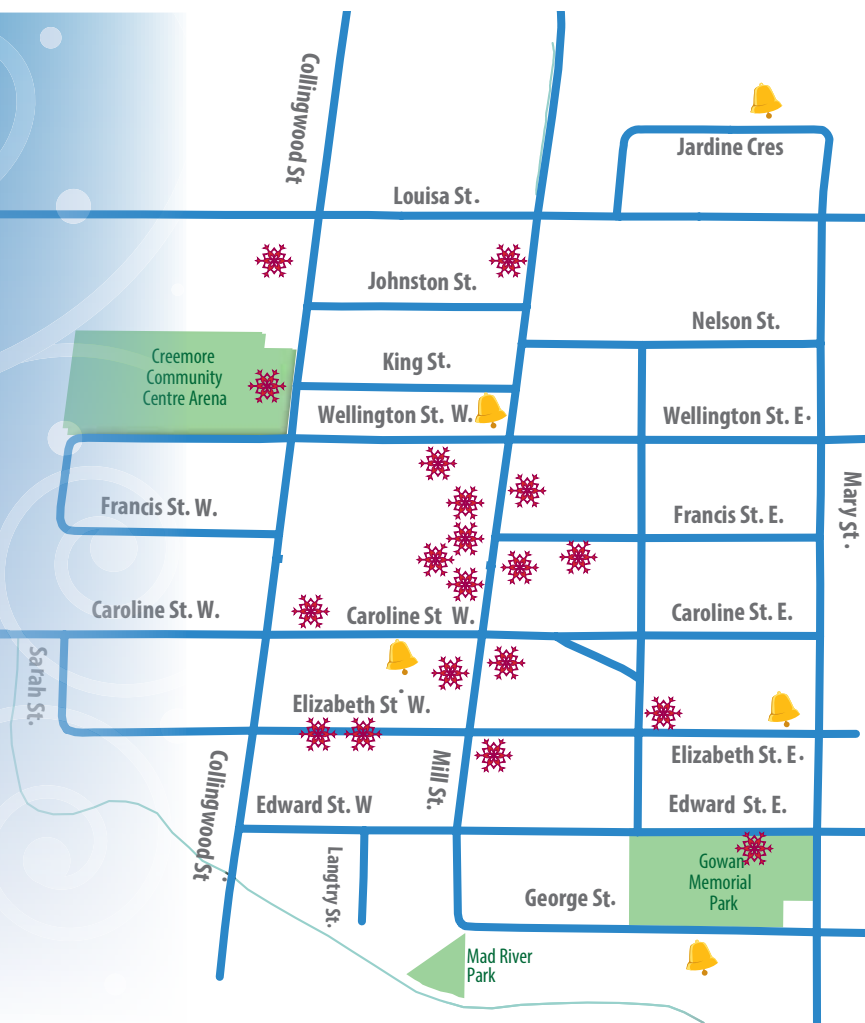 Collingwood St
Jardine Cres
Louisa St.
Johnston St.
Nelson St.
Creemore
Community
Centre Arena
King St.
Wellington St. W.
Wellington St. E.
Mary St.
Francis St. W.
Francis St. E.
Caroline St. W.
Caroline St W.
Caroline St. E.
Sarah St.
Elizabeth St. W.
Elizabeth St. E.
Collingwood St
Mill St.
Edward St. W
Edward St. E.
Langtry St.
Gowan
Memorial
Park
George St.
Mad River
Park